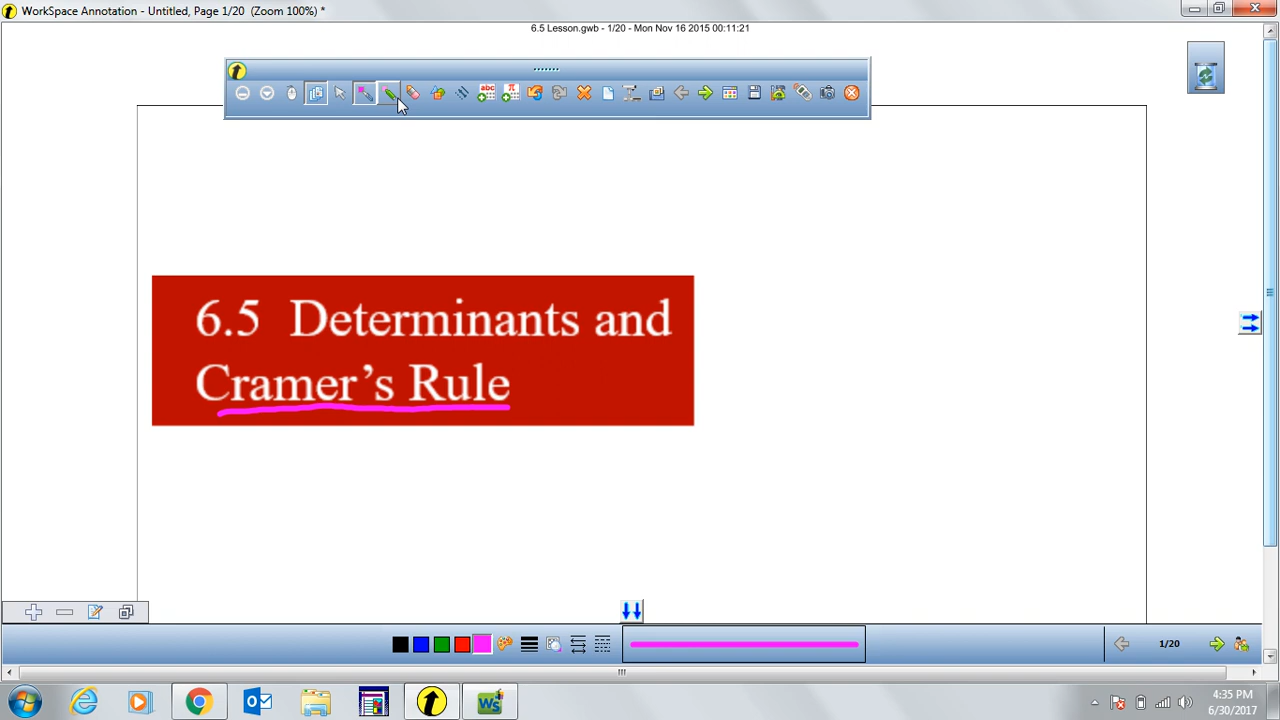 WorkSpace Annotation - Untitled, Page 1/20 (Zoom 100%) *
6.5 Lesson.gwb - 1/20 - Mon Nov 16 2015 00:11:21
abc
π
6.5 Determinants and
Cramer's Rule
1/20
4:35 PM
6/30/2017